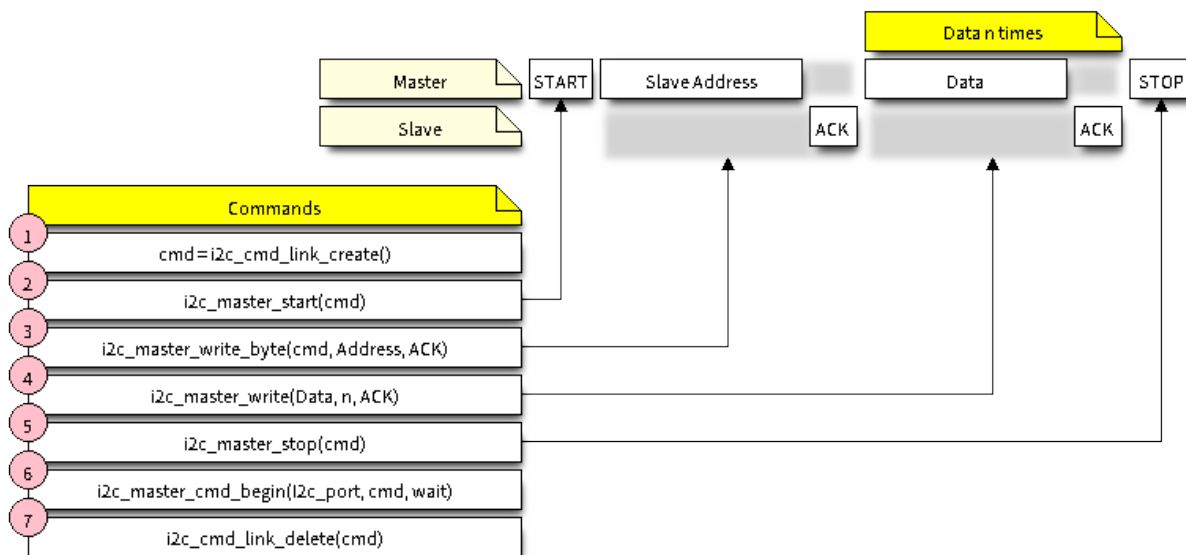 Data n times
Master START Slave Address Data STOP
Slave ACK ACK
Commands
1
cmd=i2c_cmd_link_create()
2
i2c_master_start(cmd)
3
i2c_master_write_byte(cmd, Address, ACK)
4
i2c_master_write(Data, n, ACK)
5
i2c_master_stop(cmd)
6
i2c_master_cmd_begin(I2c_port, cmd, wait)
7
i2c_cmd_link_delete(cmd)